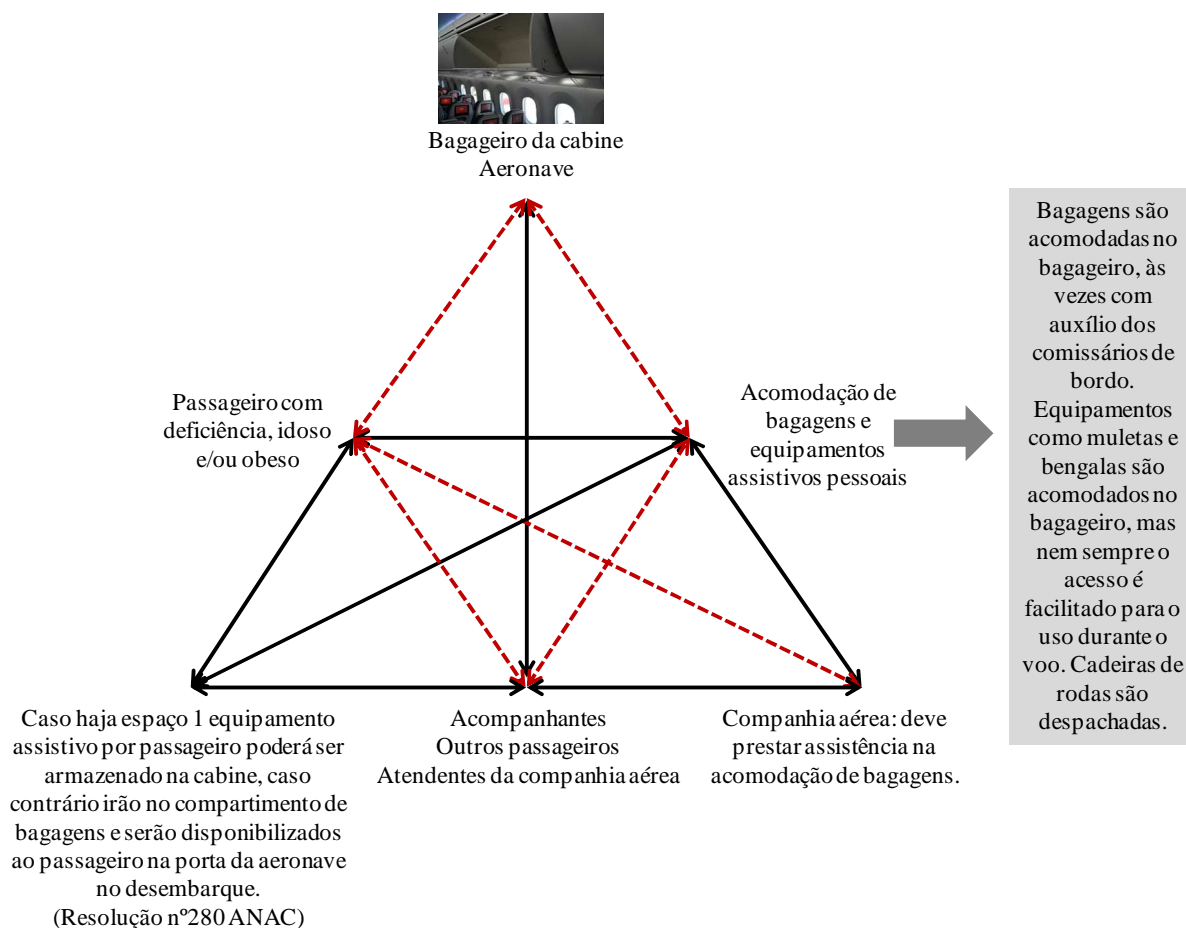 Bagageiro da cabine
Aeronave
Passageiro com
deficiência, idoso
e/ou obeso
Acomodação de
bagagens e
equipamentos
assistivos pessoais
Bagagens são
acomodadas no
bagageiro, às
vezes com
auxílio dos
comissários de
bordo.
Equipamentos
como muletas e
bengalas são
acomodados no
bagageiro, mas
nem sempre o
acesso é
facilitado para o
uso durante o
voo. Cadeiras de
rodas são
despachadas.
Caso haja espaço 1 equipamento
assistivo por passageiro poderá ser
armazenado na cabine, caso
contrário irão no compartimento de
bagagens e serão disponibilizados
ao passageiro na porta da aeronave
no desembarque.
(Resolução nº280 ANAC)
Acompanhantes
Outros passageiros
Atendentes da companhia aérea
Companhia aérea: deve
prestar assistência na
acomodação de bagagens.